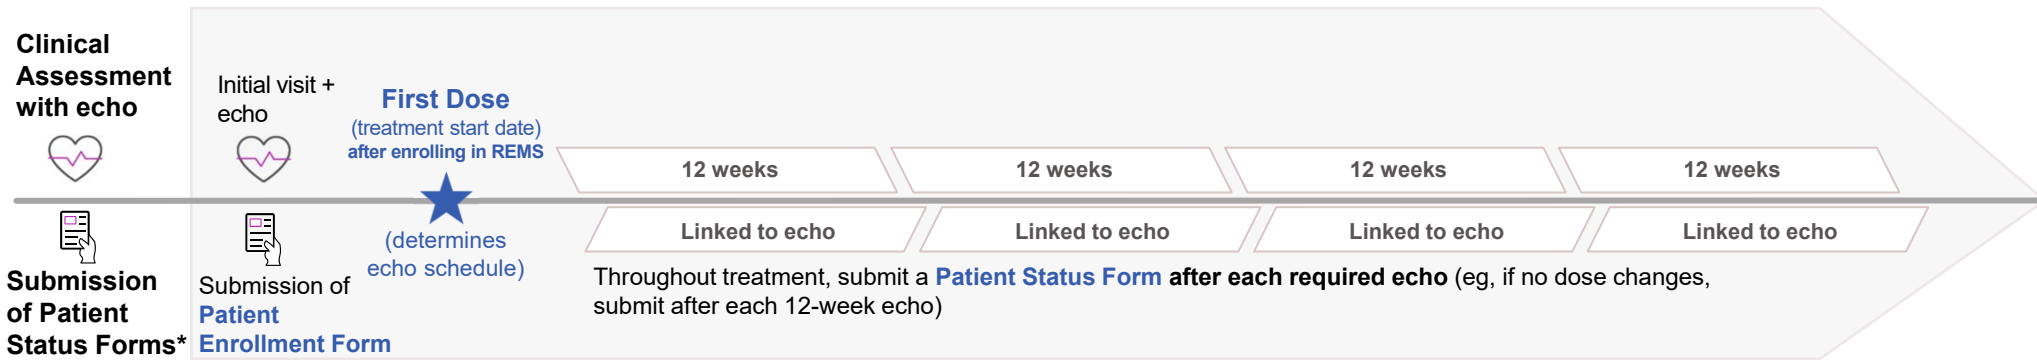 Clinical
Assessment
with echo
Initial visit +
echo
First Dose
(treatment start date)
after enrolling in REMS
12 weeks
12 weeks
12 weeks
12 weeks
Submission
of Patient
Status Forms*
Submission of
Patient
Enrollment Form
(determines
echo schedule)
Linked to echo
Linked to echo
Linked to echo
Linked to echo
Throughout treatment, submit a Patient Status Form after each required echo (eg, if no dose changes,
submit after each 12-week echo)